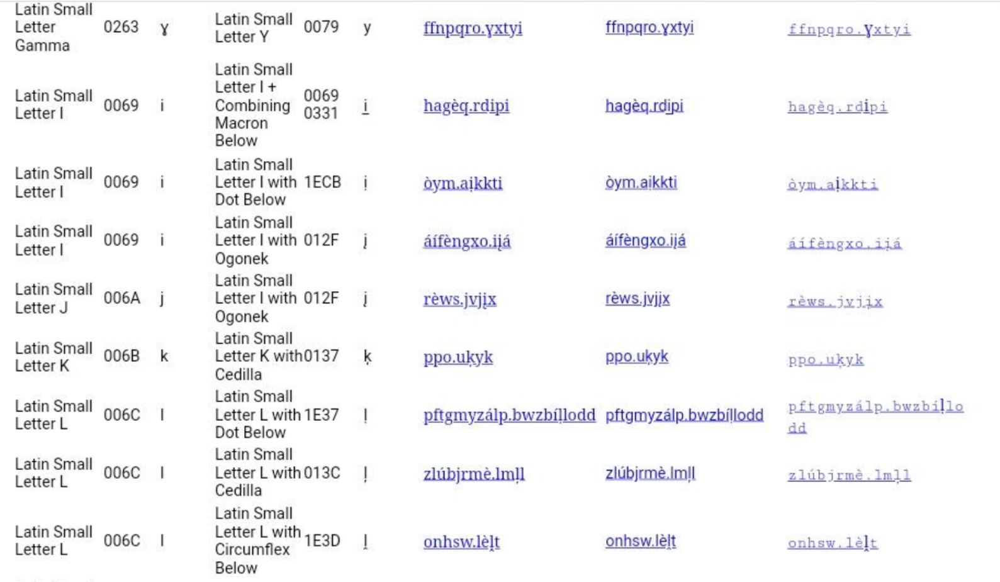 Latin Small
Letter
Gamma
0263 ɣ
Latin Small
Letter Y
0079 y ffnpqro.ɣxtyi ffnpqro.ɣxtyi ffnpqro.ɣxtyi
Latin Small
Letter I
0069 i
Latin Small
Letter I +
Combining
Macron
Below
0069
0331
i̱ hagèq.rdi̱pi hagèq.rdi̱pi hagèq.rdi̱pi
Latin Small
Letter I
0069 i
Latin Small
Letter I with
Dot Below
1ECB ị òym.aịkkti òym.aịkkti òym.aịkkti
Latin Small
Letter I
0069 i
Latin Small
Letter I with
Ogonek
012F į áífèngxo.iįá áífèngxo.iįá áífèngxo.iįá
Latin Small
Letter J
006A j
Latin Small
Letter I with
Ogonek
012F į rèws.jvjįx rèws.jvjįx rèws.jvjįx
Latin Small
Letter K
006B k
Latin Small
Letter K with
Cedilla
0137 ķ ppo.uķyk ppo.uķyk ppo.uķyk
Latin Small
Letter L
006C l
Latin Small
Letter L with
Dot Below
1E37 ḷ pftgmyzálp.bwzbíḷlodd pftgmyzálp.bwzbíḷlodd pftgmyzálp.bwzbíḷlo
dd
Latin Small
Letter L
006C l
Latin Small
Letter L with
Cedilla
013C ļ zlúbjrmè.lmļl zlúbjrmè.lmļl zlúbjrmè.lmļl
Latin Small
Letter L
006C l
Latin Small
Letter L with
Circumflex
Below
1E3D ḽ onhsw.lèḽt onhsw.lèḽt onhsw.lèḽt